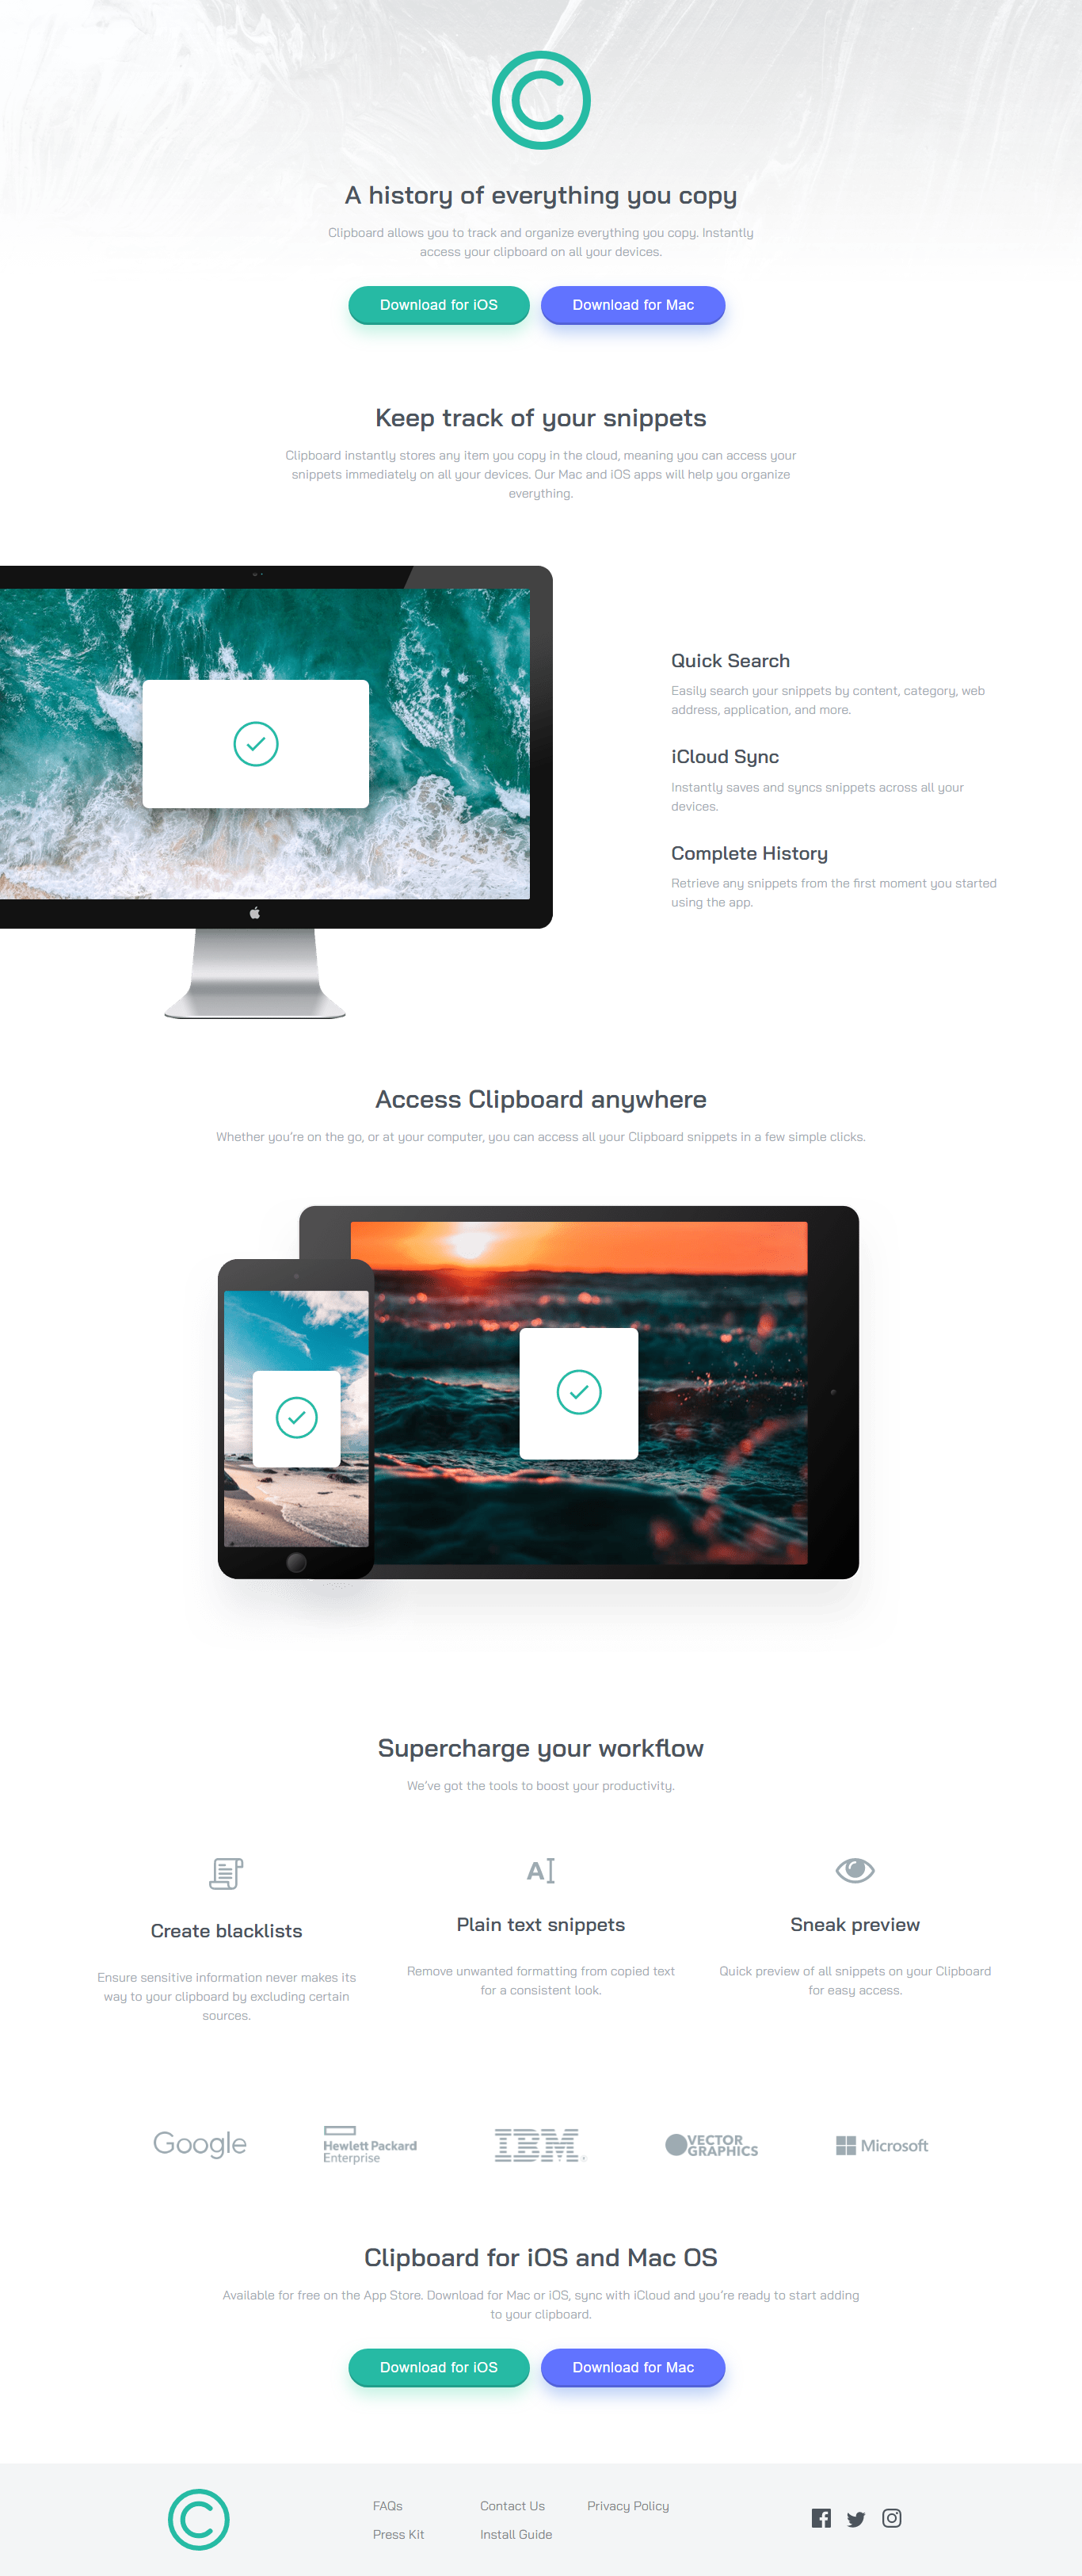 A history of everything you copy
Clipboard allows you to track and organize everything you copy. Instantly
access your clipboard on all your devices.
Download for iOS
Download for Mac
Keep track of your snippets
Clipboard instantly stores any item you copy in the cloud, meaning you can access your
snippets immediately on all your devices. Our Mac and iOS apps will help you organize
everything.
Quick Search
Easily search your snippets by content, category, web
address, application, and more.
iCloud Sync
Instantly saves and syncs snippets across all your
devices.
Complete History
Retrieve any snippets from the first moment you started
using the app.
Access Clipboard anywhere
Whether you're on the go, or at your computer, you can access all your Clipboard snippets in a few simple clicks.
Supercharge your workflow
We've got the tools to boost your productivity.
Create blacklists
Ensure sensitive information never makes its
way to your clipboard by excluding certain
sources.
Plain text snippets
Remove unwanted formatting from copied text
for a consistent look.
Sneak preview
Quick preview of all snippets on your Clipboard
for easy access.
Google
Hewlett Packard
Enterprise
IBM
VECTOR
GRAPHICS
Microsoft
Clipboard for iOS and Mac OS
Available for free on the App Store. Download for Mac or iOS, sync with iCloud and you're ready to start adding
to your clipboard.
Download for iOS
Download for Mac
FAQs
Contact Us
Privacy Policy
Press Kit
Install Guide